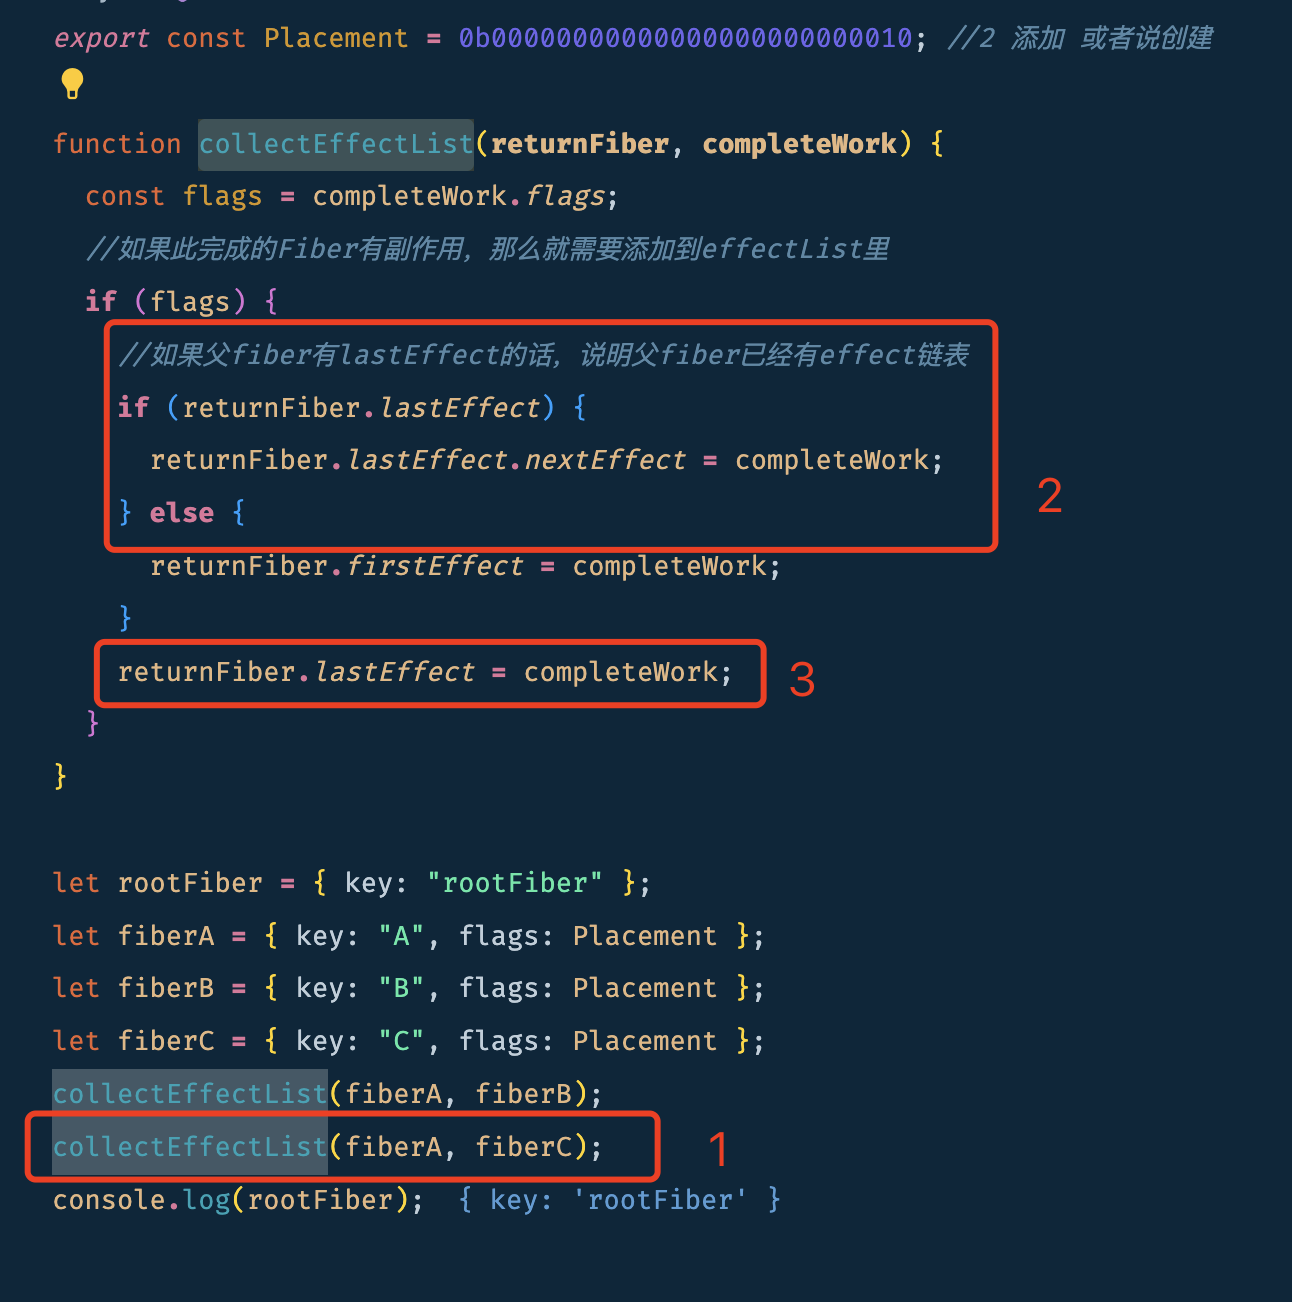 export const Placement = 0b00000000000000000000000010; //2 添加 或者说创建
function collectEffectList(returnFiber, completeWork) {
const flags = completeWork.flags;
//如果此完成的Fiber有副作用，那么就需要添加到effectList里
if (flags) {
//如果父fiber有lastEffect的话，说明父fiber已经有effect链表
if (returnFiber.lastEffect) {
returnFiber.lastEffect.nextEffect = completeWork;
2
} else {
returnFiber.firstEffect = completeWork;
}
returnFiber.lastEffect = completeWork;
3
}
}
let rootFiber = { key: "rootFiber" };
let fiberA = { key: "A", flags: Placement };
let fiberB = { key: "B", flags: Placement };
let fiberC = { key: "C", flags: Placement };
collectEffectList(fiberA, fiberB);
collectEffectList(fiberA, fiberC);
1
console.log(rootFiber); { key: 'rootFiber' }